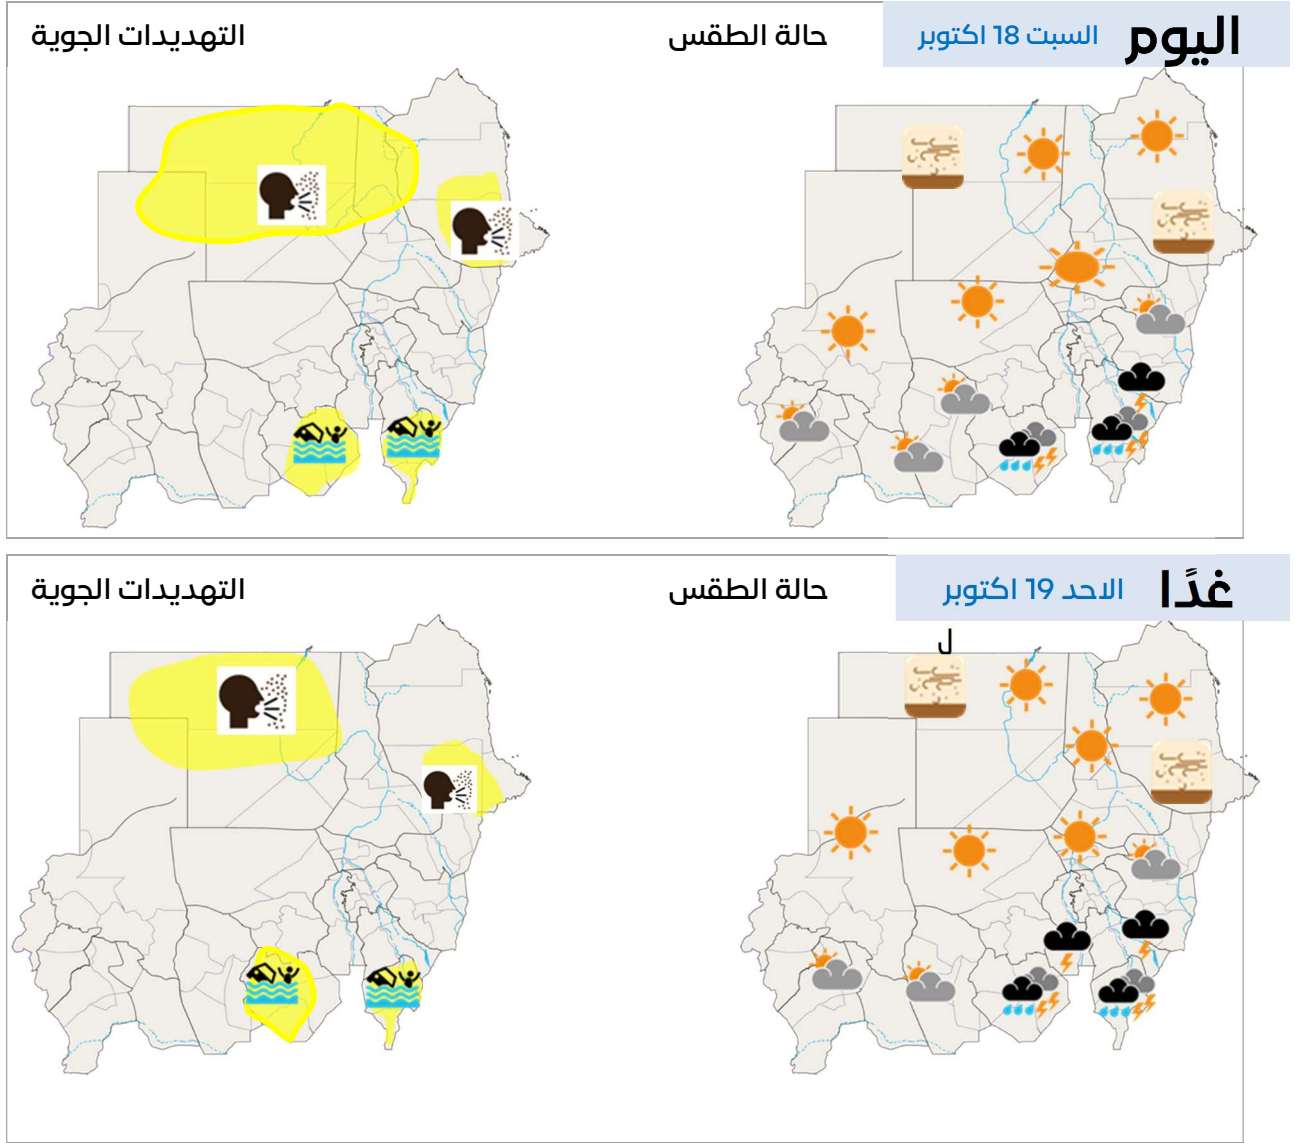 اليوم السبت 18 اكتوبر
حالة الطقس
التهديدات الجوية
غدًا الاحد 19 اكتوبر
حالة الطقس
التهديدات الجوية
ل